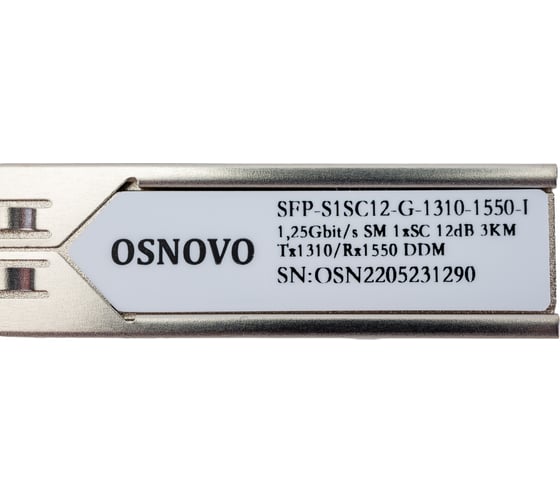 OSNOVO
SFP-S1SC12-G-1310-1550-I
1,25Gbit/s SM 1xSC 12dB 3KM
Tx1310/Rx1550 DDM
SN:OSN2205231290